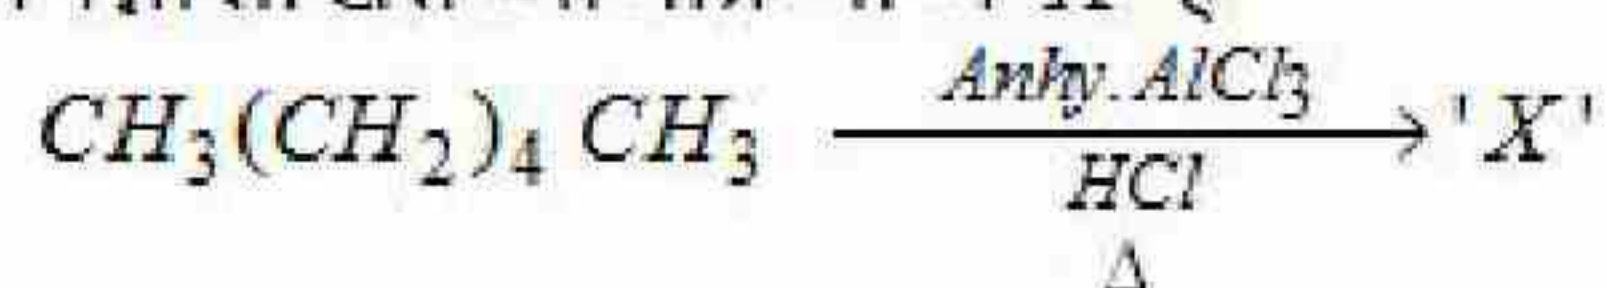 Anhy. AlCl₃
CH₃(CH₂)₄ CH₃ ⟶ 'X'
HCl
Δ